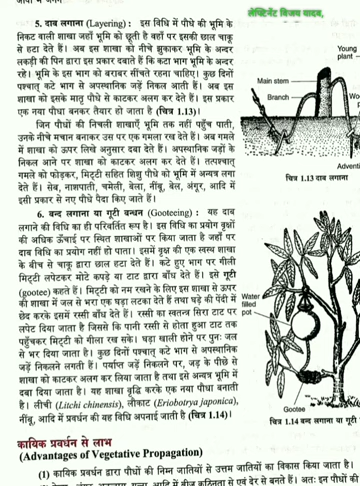 लेफ्टिनेंट विजय यादव,
5. दाब लगाना (Layering) : इस विधि में पौधे की भूमि के
निकट वाली शाखा जहाँ भूमि को छूती है वहाँ पर इसकी छाल चाकू
से हटा देते हैं। अब इस शाखा को नीचे झुकाकर भूमि के अन्दर
लकड़ी की पिन द्वारा इस प्रकार दबाते हैं कि कटा भाग भूमि के अन्दर
रहे। भूमि के इस भाग को बराबर सींचते रहना चाहिए। कुछ दिनों
पश्चात् कटे भाग से अपस्थानिक जड़ें निकल आती हैं। अब इस
शाखा को इसके मातृ पौधे से काटकर अलग कर देते हैं। इस प्रकार
एक नया पौधा बनकर तैयार हो जाता है (चित्र 1.13)।
जिन पौधों की निचली शाखाएँ भूमि तक नहीं पहुँच पाती,
उनके नीचे मचान बनाकर उस पर एक गमला रख देते हैं। अब गमले
में शाखा को ऊपर लिखे अनुसार दबा देते हैं। अपस्थानिक जड़ों के
निकल आने पर शाखा को काटकर अलग कर देते हैं। तत्पश्चात्
गमले को फोड़कर, मिट्टी सहित शिशु पौधे को भूमि में अन्यत्र लगा
देते हैं। सेब, नाशपाती, चमेली, बेला, नींबू, बेल, अंगूर, आदि में
इसी प्रकार से नए पौधे पैदा किए जाते हैं।
6. बन्द लगाना या गूटी बन्धन (Gooteeing) : यह दाब
लगाने की विधि का ही परिवर्तित रूप है। इस विधि का प्रयोग वृक्षों
की अधिक ऊँचाई पर स्थित शाखाओं पर किया जाता है जहाँ पर
दाब विधि का प्रयोग नहीं हो पाता। इसमें वृक्ष की एक स्वस्थ शाखा
के बीच से चाकू द्वारा छाल हटा देते हैं। कटे हुए भाग पर गीली
मिट्टी लपेटकर मोटे कपड़े या टाट द्वारा बाँध देते हैं। इसे गूटी
(gootee) कहते हैं। मिट्टी को नम रखने के लिए इस शाखा से ऊपर
की शाखा में जल से भरा एक घड़ा लटका देते हैं तथा घड़े की पेंदी में
छेद करके इसमें रस्सी बाँध देते हैं। रस्सी का स्वतन्त्र सिरा टाट पर
लपेट दिया जाता है जिससे कि पानी रस्सी से होता हुआ टाट तक
पहुँचकर मिट्टी को गीला रख सके। घड़ा खाली होने पर पुनः जल
से भर दिया जाता है। कुछ दिनों पश्चात् कटे भाग से अपस्थानिक
जड़ें निकलने लगती हैं। पर्याप्त जड़ें निकलने पर, जड़ के पीछे से
शाखा को काटकर अलग कर लिया जाता है तथा इसे अन्यत्र भूमि में
दबा दिया जाता है। यह शाखा वृद्धि करके एक नया पौधा बनाती
है। लीची (Litchi chinensis), लौकाट (Eriobotrya japonica),
नींबू, आदि में प्रवर्धन की यह विधि अपनाई जाती है (चित्र 1.14)।
Young
plant
Main stem
Branch
चित्र 1.13 दाब लगाना
Water
filled
pot
Gootee
चित्र 1.14 बन्द लगाना या गूटी
कायिक प्रवर्धन से लाभ
(Advantages of Vegetative Propagation)
(1) कायिक प्रवर्धन द्वारा पौधों की निम्न जातियों से उत्तम जातियों का विकास किया जाता है।